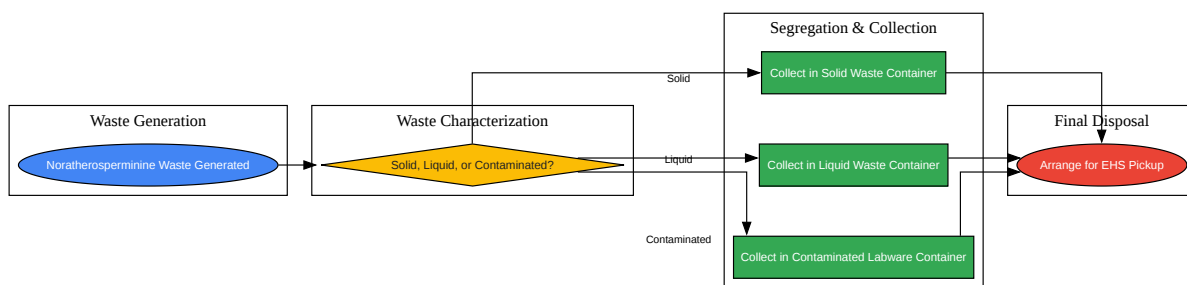 Waste Generation
Noratherosperminine Waste Generated
Waste Characterization
Solid, Liquid, or Contaminated?
Solid
Liquid
Contaminated
Segregation & Collection
Collect in Solid Waste Container
Collect in Liquid Waste Container
Collect in Contaminated Labware Container
Final Disposal
Arrange for EHS Pickup